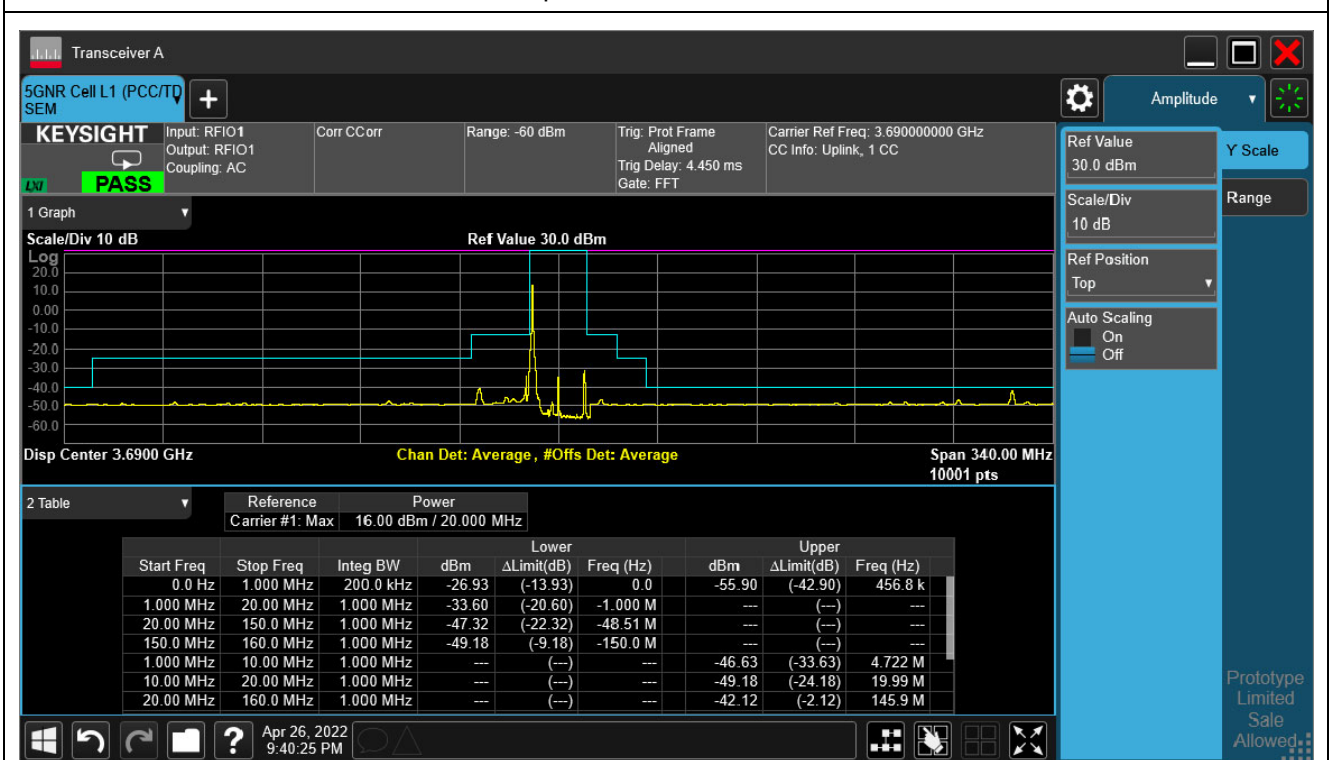 Transceiver A
5GNR Cell L1 (PCC/TD
SEM
+
Amplitude
KEYSIGHT
LXI
PASS
Input: RFIO1
Output: RFIO1
Coupling: AC
Corr CCorr
Range: -60 dBm
Trig: Prot Frame
Aligned
Trig Delay: 4.450 ms
Gate: FFT
Carrier Ref Freq: 3.690000000 GHz
CC Info: Uplink, 1 CC
Ref Value
30.0 dBm
Y Scale
Scale/Div
10 dB
Range
Ref Position
Top
Auto Scaling
On
Off
1 Graph
Scale/Div 10 dB
Ref Value 30.0 dBm
Log
20.0
10.0
0.00
-10.0
-20.0
-30.0
-40.0
-50.0
-60.0
Disp Center 3.6900 GHz
Chan Det: Average , #Offs Det: Average
Span 340.00 MHz
10001 pts
2 Table
Reference Power
Carrier #1: Max 16.00 dBm / 20.000 MHz
Lower Upper
Start Freq Stop Freq Integ BW dBm ΔLimit(dB) Freq (Hz) dBm ΔLimit(dB) Freq (Hz)
0.0 Hz 1.000 MHz 200.0 kHz -26.93 (-13.93) 0.0 -55.90 (-42.90) 456.8 k
1.000 MHz 20.00 MHz 1.000 MHz -33.60 (-20.60) -1.000 M --- (---) ---
20.00 MHz 150.0 MHz 1.000 MHz -47.32 (-22.32) -48.51 M --- (---) ---
150.0 MHz 160.0 MHz 1.000 MHz -49.18 (-9.18) -150.0 M --- (---) ---
1.000 MHz 10.00 MHz 1.000 MHz --- (---) --- -46.63 (-33.63) 4.722 M
10.00 MHz 20.00 MHz 1.000 MHz --- (---) --- -49.18 (-24.18) 19.99 M
20.00 MHz 160.0 MHz 1.000 MHz --- (---) --- -42.12 (-2.12) 145.9 M
Prototype
Limited
Sale
Allowed
?
Apr 26, 2022
9:40:25 PM